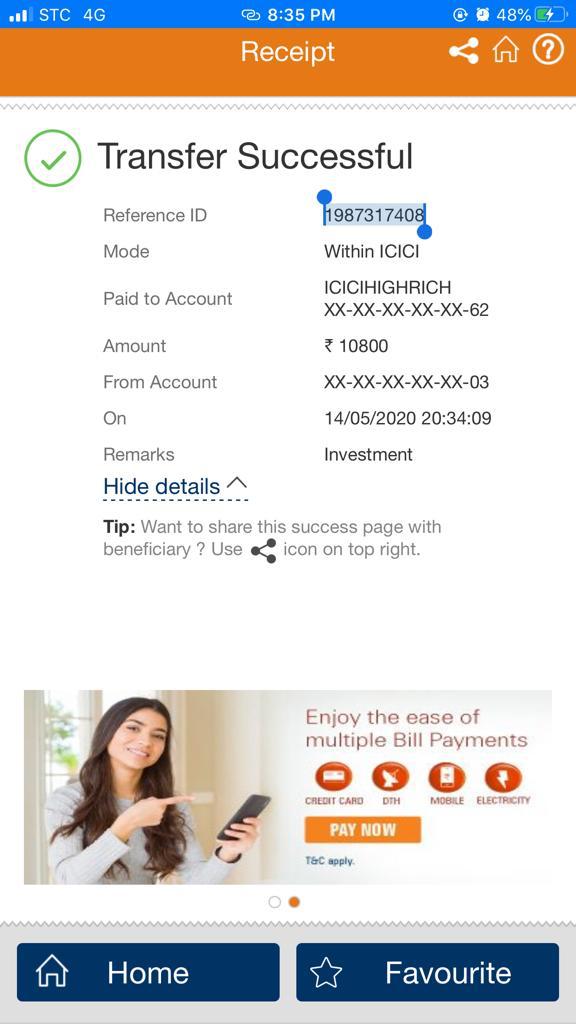 STC 4G 8:35 PM 48%
Receipt
Transfer Successful
Reference ID 1987317408
Mode Within ICICI
Paid to Account ICICIHIGHRICH
XX-XX-XX-XX-XX-62
Amount ₹ 10800
From Account XX-XX-XX-XX-XX-03
On 14/05/2020 20:34:09
Remarks Investment
Hide details
Tip: Want to share this success page with
beneficiary ? Use icon on top right.
Enjoy the ease of
multiple Bill Payments
CREDIT CARD DTH MOBILE ELECTRICITY
PAY NOW
T&C apply.
Home Favourite